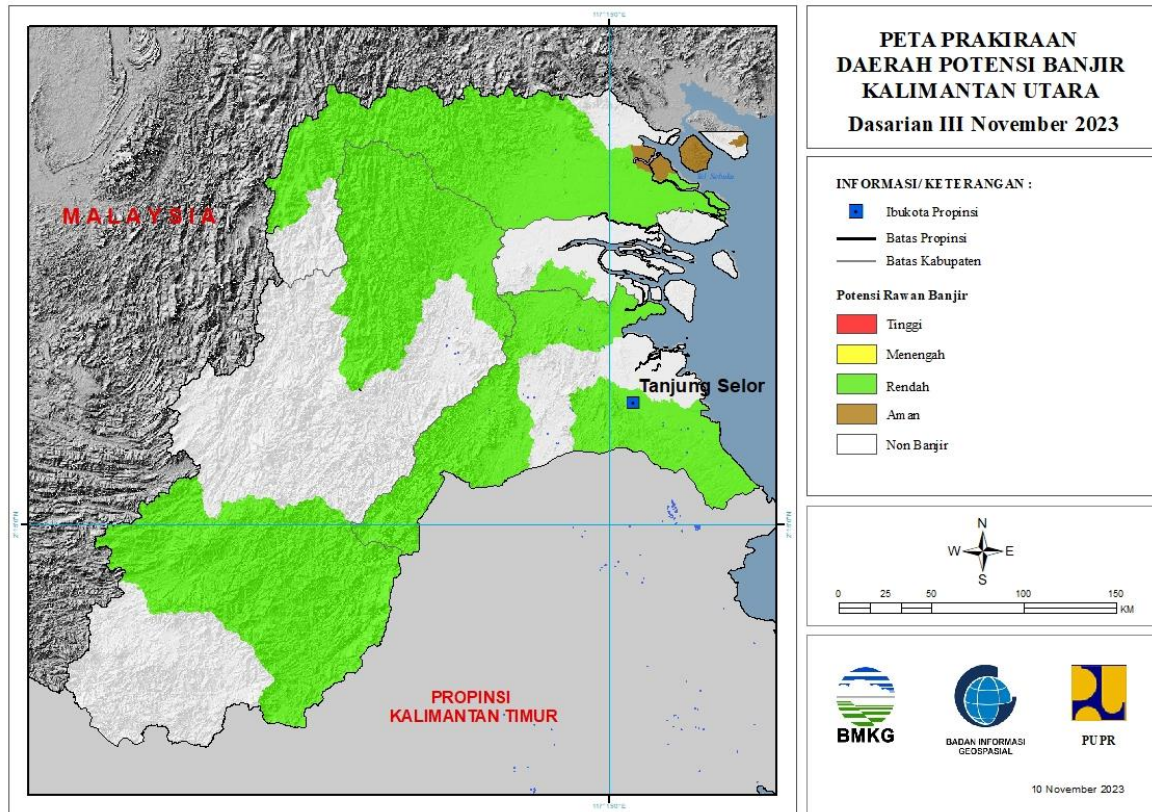 PETA PRAKIRAAN
DAERAH POTENSI BANJIR
KALIMANTAN UTARA
Dasarian III November 2023
INFORMASI/ KETERANGAN :
Ibukota Propinsi
Batas Propinsi
Batas Kabupaten
Potensi Rawan Banjir
Tinggi
Menengah
Rendah
Aman
Non Banjir
MALAYSIA
Tanjung Selor
PROPINSI
KALIMANTAN TIMUR
N
W E
S
0 25 50 100 150
KM
BMKG
BADAN INFORMASI
GEOSPASIAL
PUPR
10 November 2023